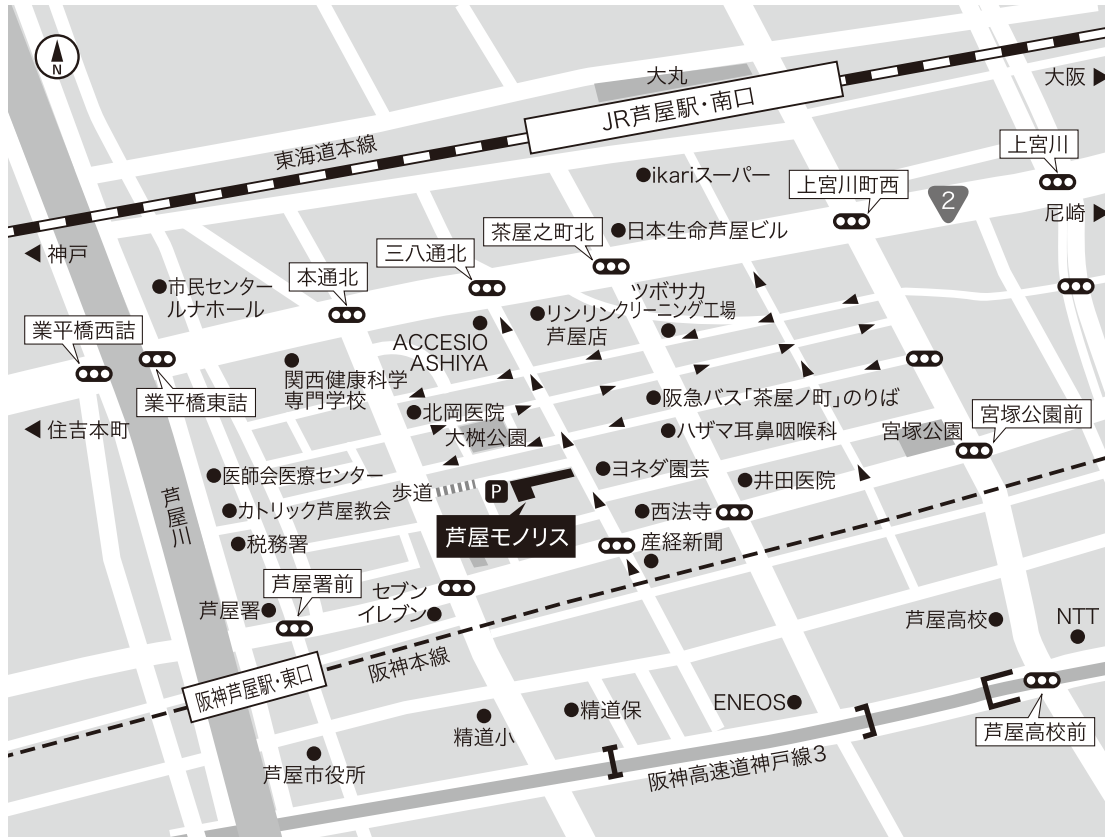 N
大丸
JR芦屋駅・南口
大阪
東海道本線
上宮川
ikariスーパー
上宮川町西
2
尼崎
神戸
茶屋之町北
日本生命芦屋ビル
三八通北
本通北
市民センター
ルナホール
ツボサカ
クリーニング工場
リンリン
芦屋店
業平橋西詰
ACCESIO
ASHIYA
業平橋東詰
関西健康科学
専門学校
阪急バス「茶屋ノ町」のりば
北岡医院
大桝公園
ハザマ耳鼻咽喉科
宮塚公園
宮塚公園前
住吉本町
医師会医療センター
ヨネダ園芸
井田医院
歩道
P
芦屋川
カトリック芦屋教会
西法寺
芦屋モノリス
税務署
産経新聞
芦屋署前
セブン
イレブン
芦屋署
芦屋高校
NTT
阪神本線
阪神芦屋駅・東口
ENEOS
精道保
精道小
芦屋高校前
芦屋市役所
阪神高速道神戸線3